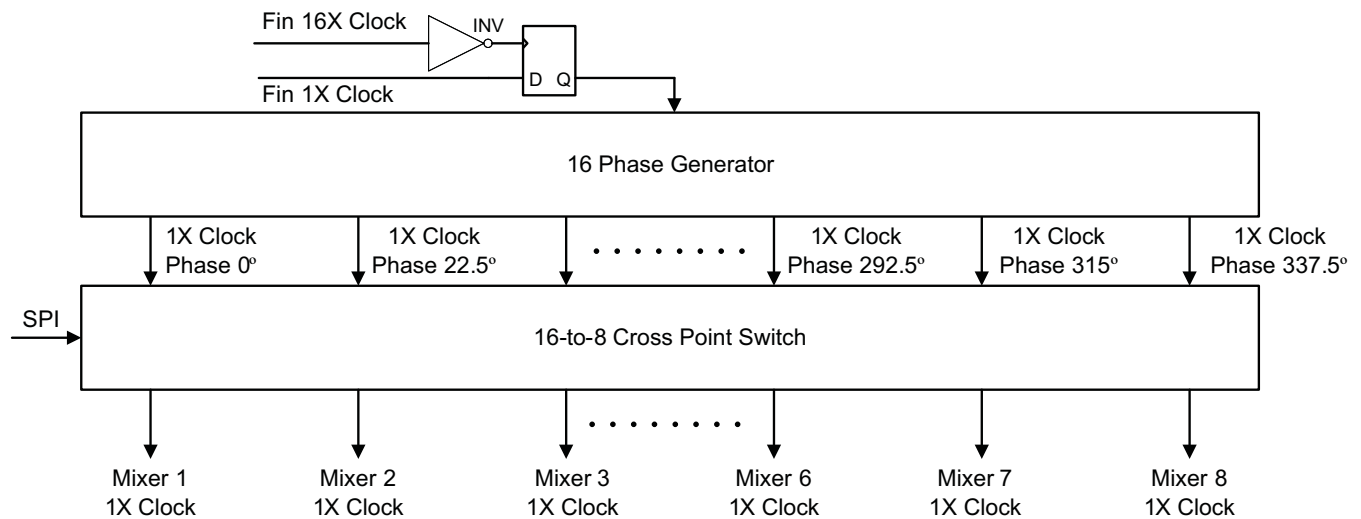 Fin 16X Clock
INV
D Q
Fin 1X Clock
16 Phase Generator
1X Clock
Phase 0º
1X Clock
Phase 22.5º
1X Clock
Phase 292.5º
1X Clock
Phase 315º
1X Clock
Phase 337.5º
SPI
16-to-8 Cross Point Switch
Mixer 1
1X Clock
Mixer 2
1X Clock
Mixer 3
1X Clock
Mixer 6
1X Clock
Mixer 7
1X Clock
Mixer 8
1X Clock